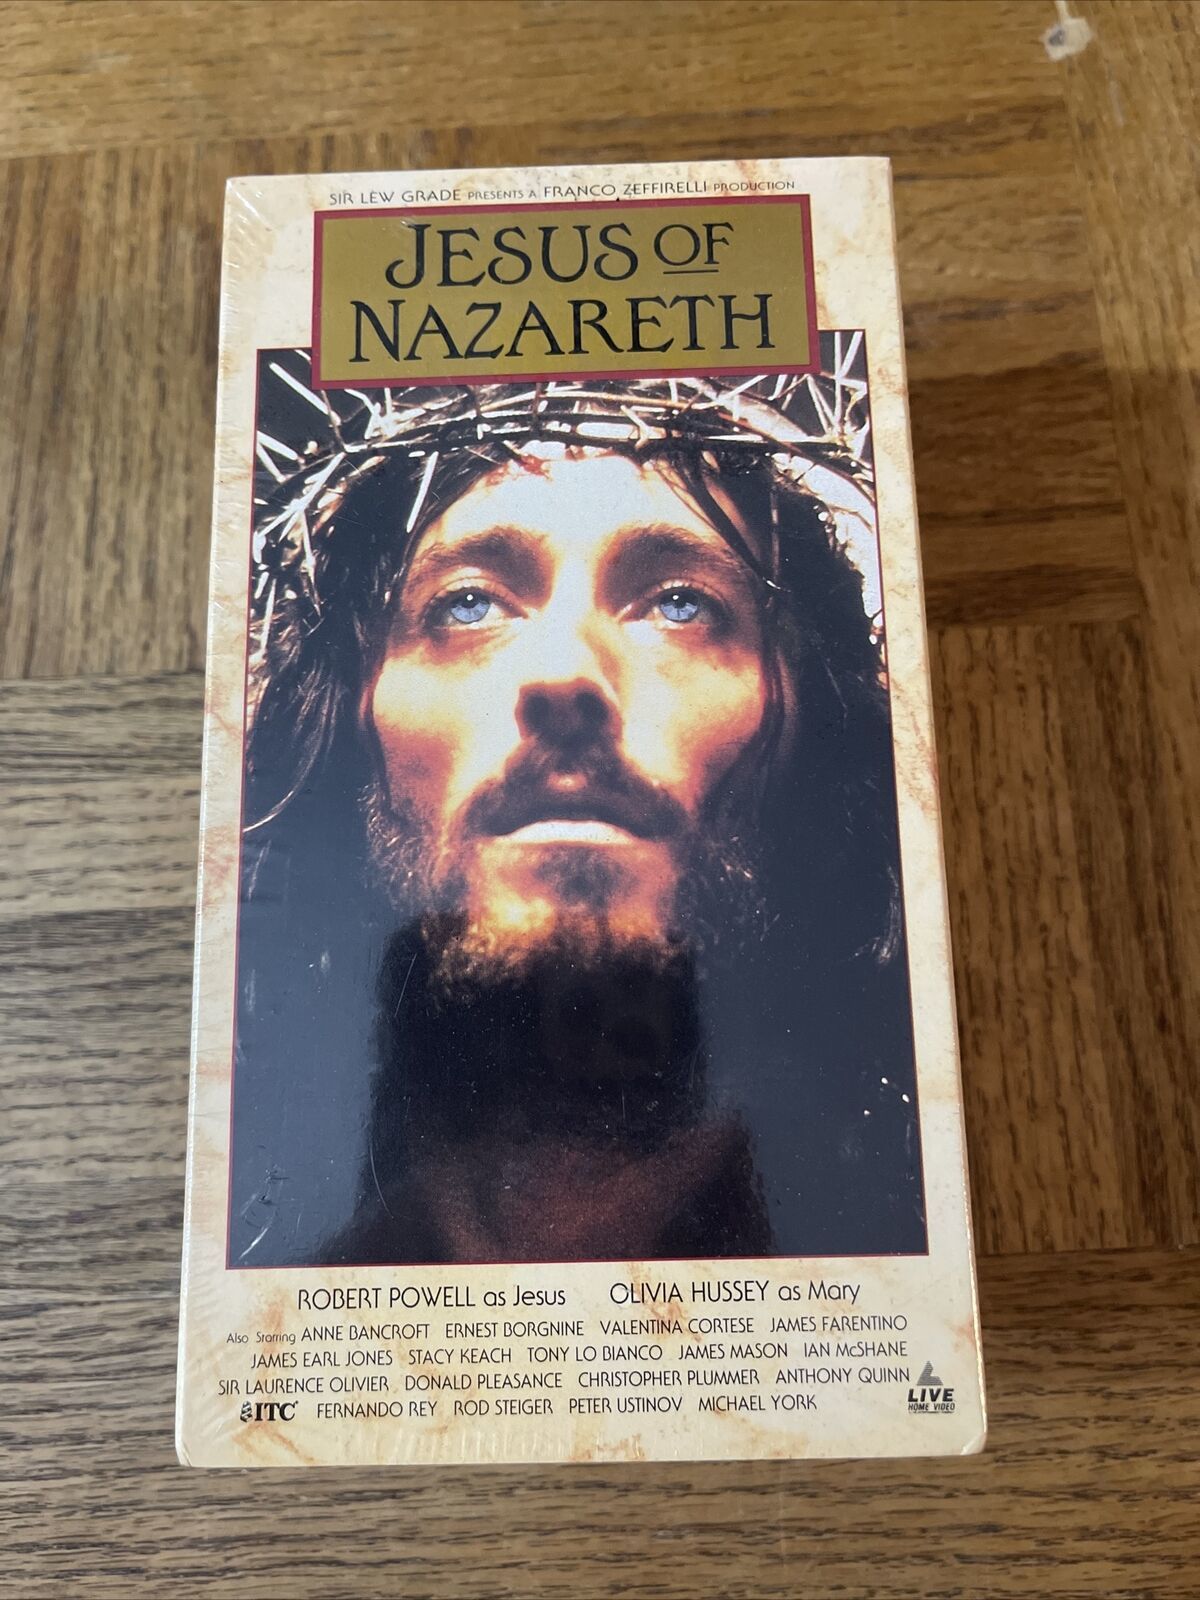 SIR LEW GRADE PRESENTS A FRANCO ZEFFIRELLI PRODUCTION
JESUS OF
NAZARETH
ROBERT POWELL as Jesus OLIVIA HUSSEY as Mary
Also Starring ANNE BANCROFT ERNEST BORGNINE VALENTINA CORTESE JAMES FARENTINO
JAMES EARL JONES STACY KEACH TONY LO BIANCO JAMES MASON IAN McSHANE
SIR LAURENCE OLIVIER DONALD PLEASANCE CHRISTOPHER PLUMMER ANTHONY QUINN
ITC FERNANDO REY ROD STEIGER PETER USTINOV MICHAEL YORK
LIVE
HOME VIDEO